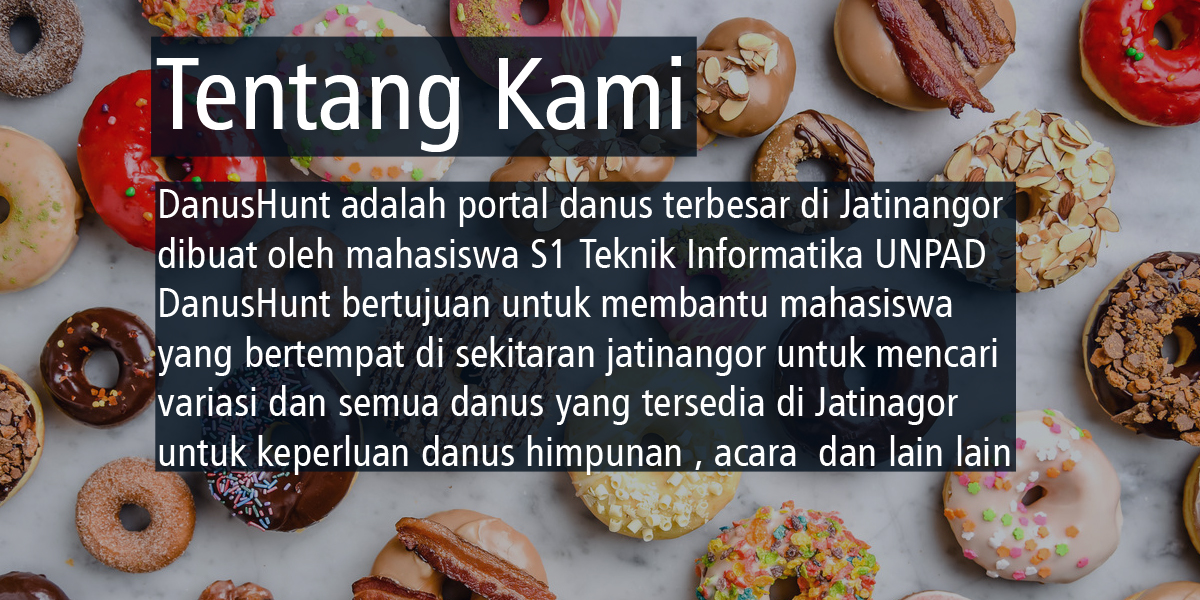 Tentang Kami
DanusHunt adalah portal danus terbesar di Jatinangor
dibuat oleh mahasiswa S1 Teknik Informatika UNPAD
DanusHunt bertujuan untuk membantu mahasiswa
yang bertempat di sekitaran jatinangor untuk mencari
variasi dan semua danus yang tersedia di Jatinagor
untuk keperluan danus himpunan , acara  dan lain lain